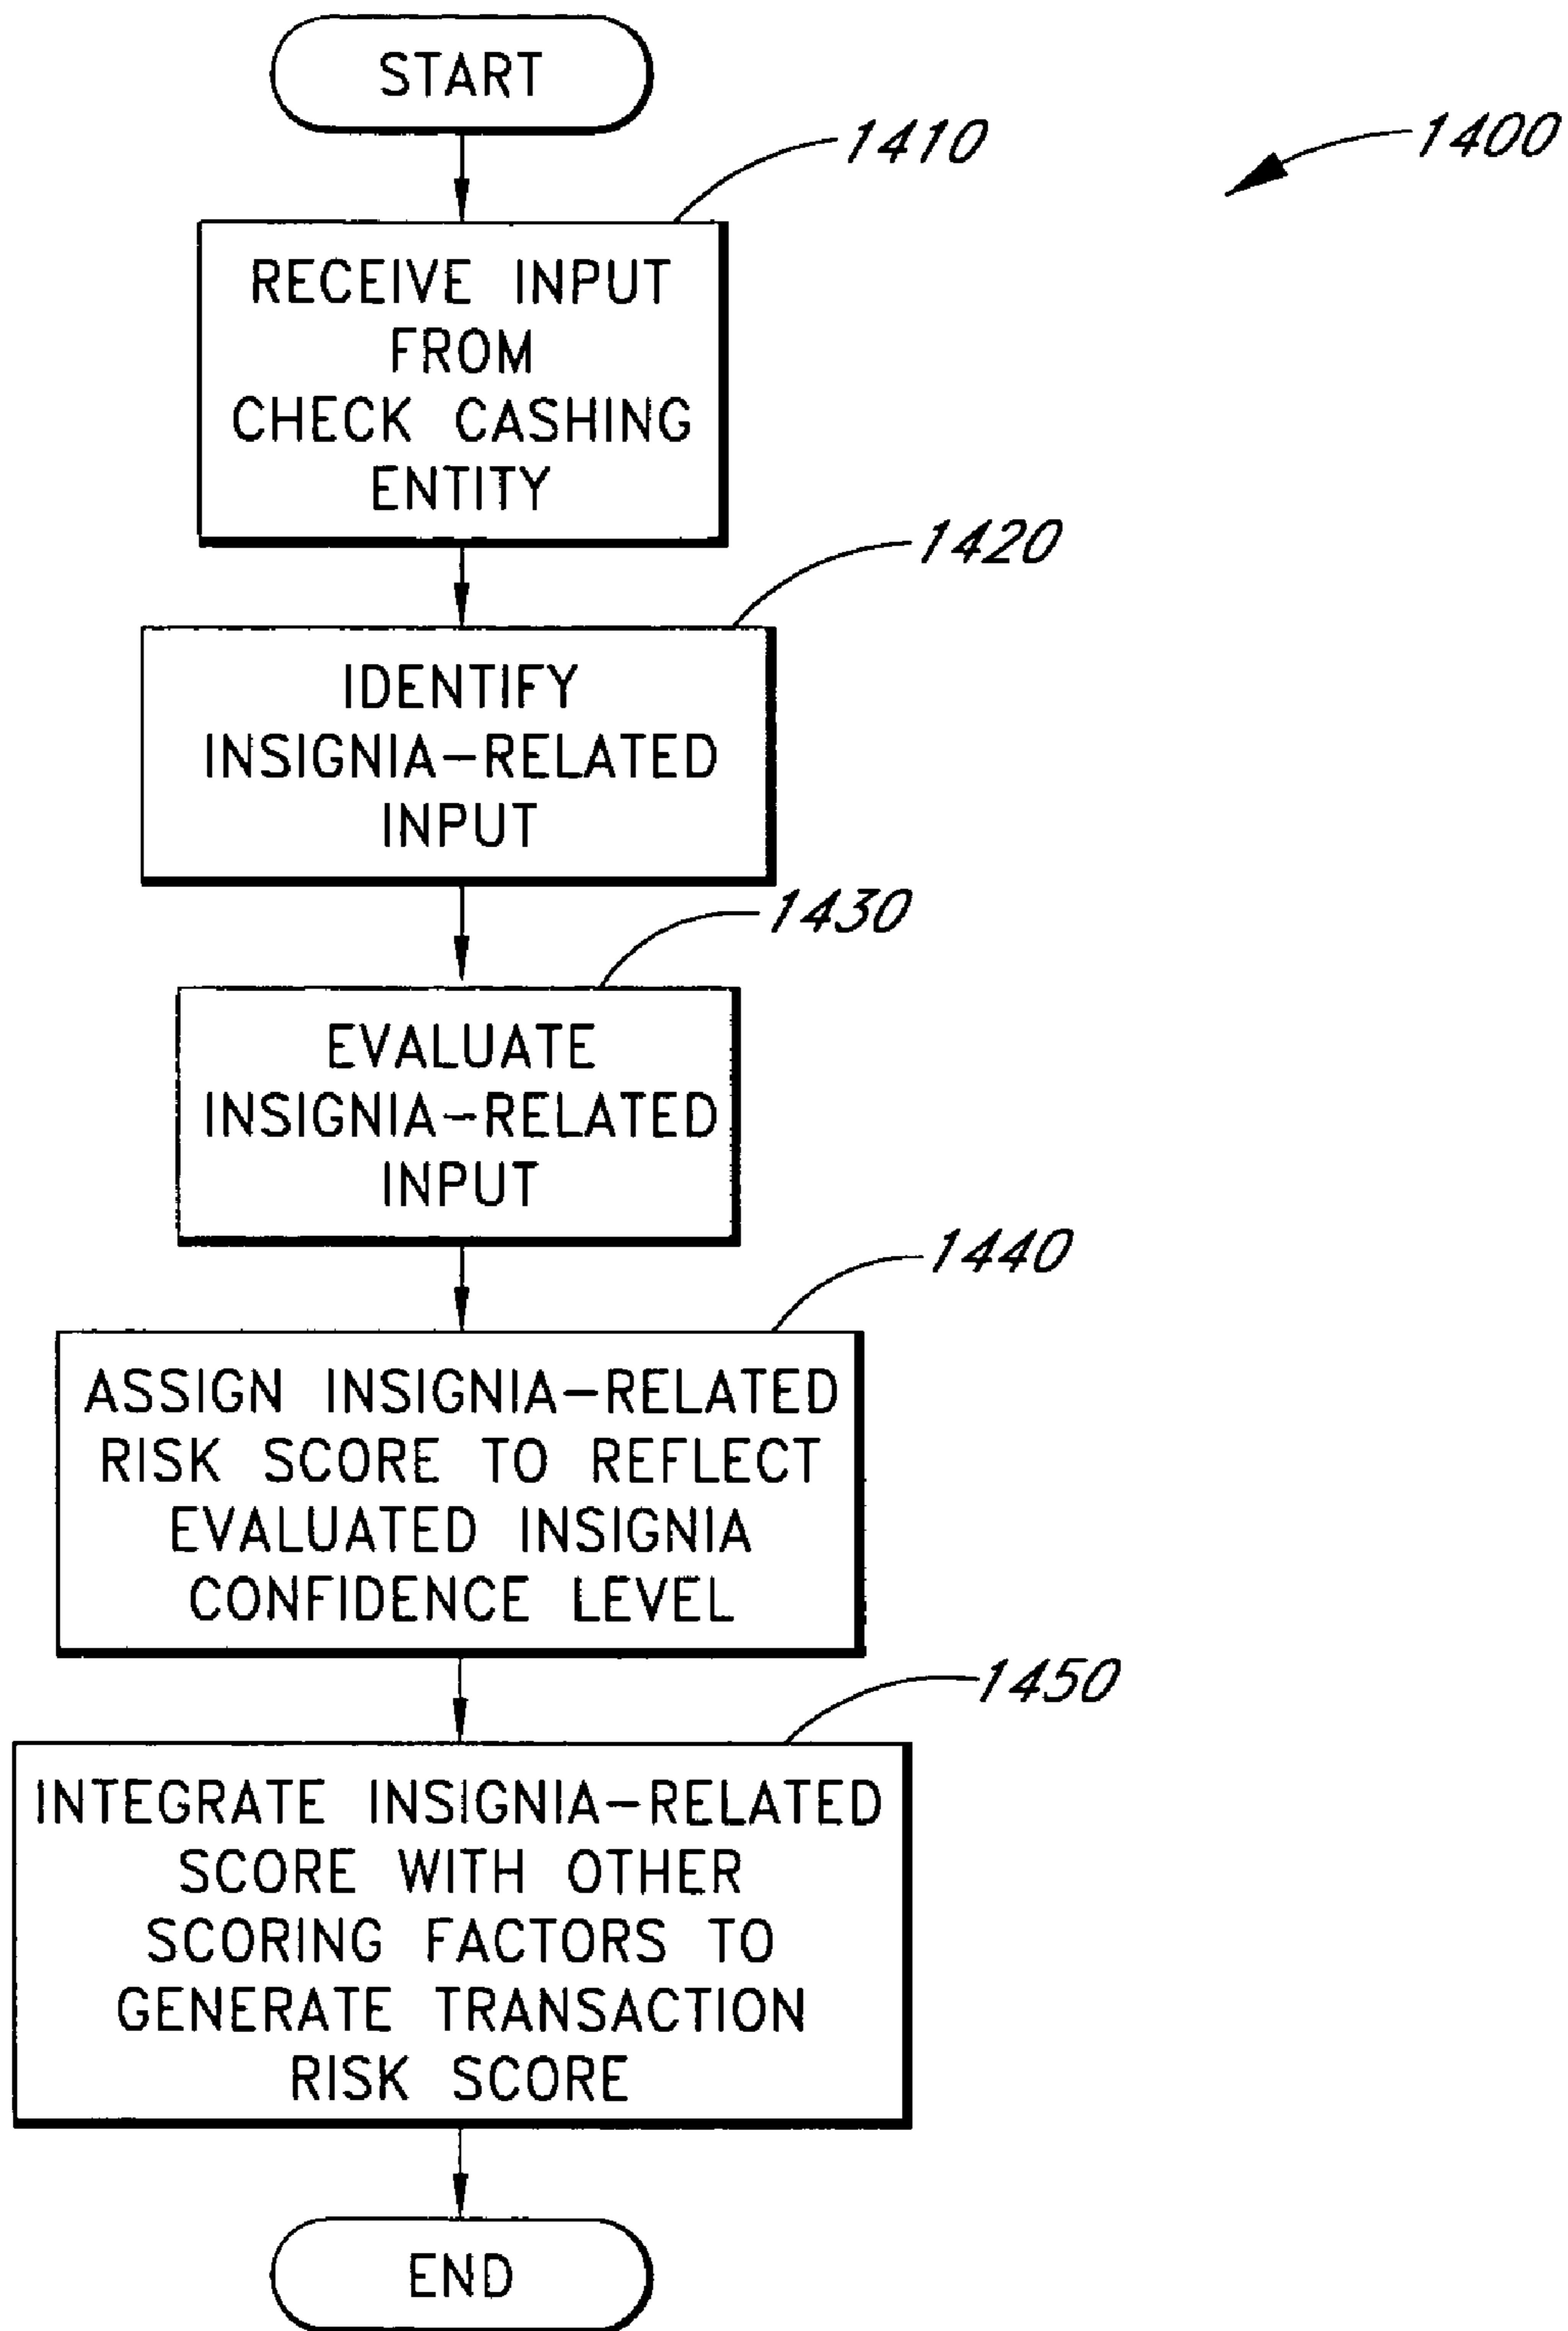 START
1410
1400
RECEIVE INPUT
FROM
CHECK CASHING
ENTITY
1420
IDENTIFY
INSIGNIA-RELATED
INPUT
1430
EVALUATE
INSIGNIA-RELATED
INPUT
1440
ASSIGN INSIGNIA-RELATED
RISK SCORE TO REFLECT
EVALUATED INSIGNIA
CONFIDENCE LEVEL
1450
INTEGRATE INSIGNIA-RELATED
SCORE WITH OTHER
SCORING FACTORS TO
GENERATE TRANSACTION
RISK SCORE
END